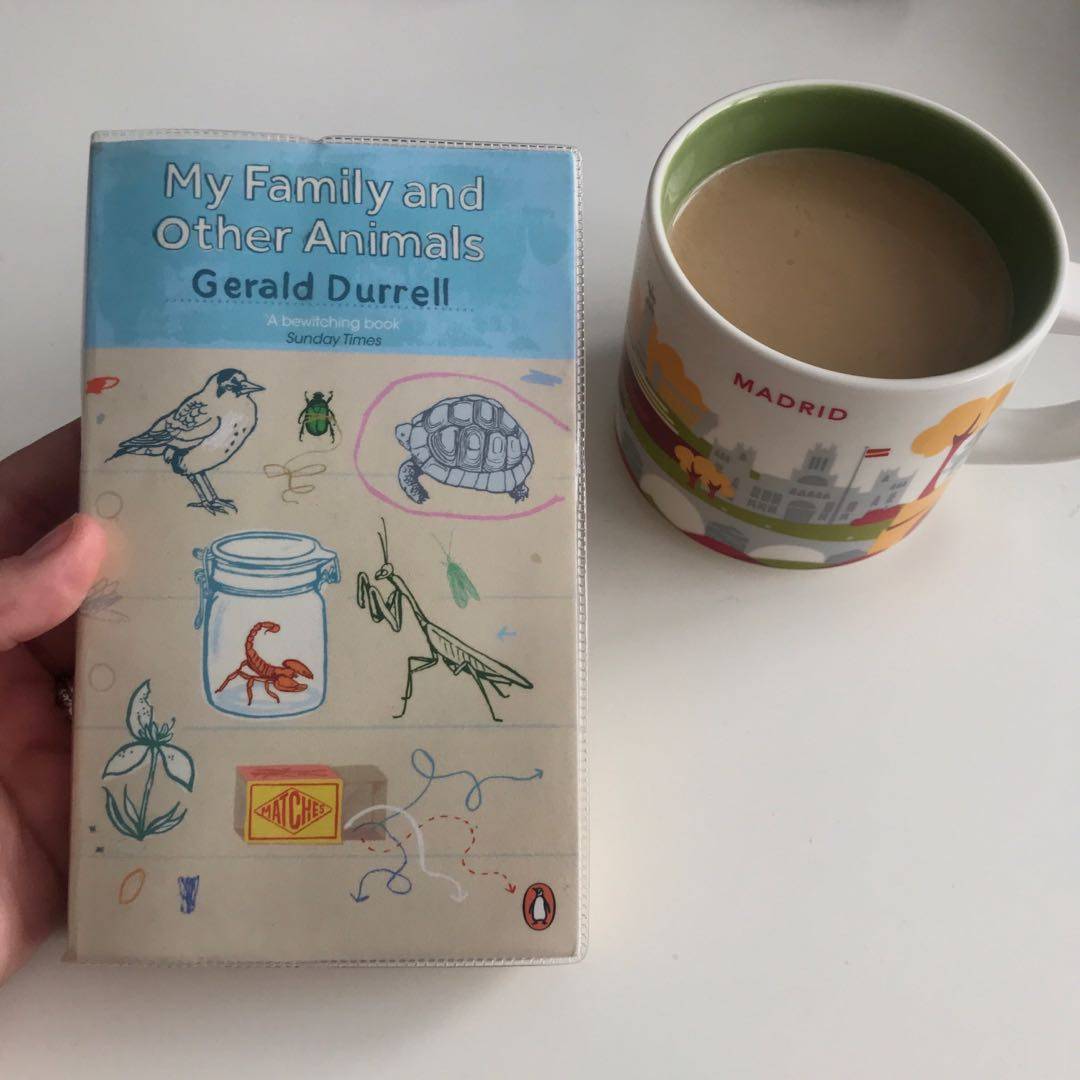 My Family and
Other Animals
Gerald Durrell
'A bewitching book'
Sunday Times
MATCHES
MADRID